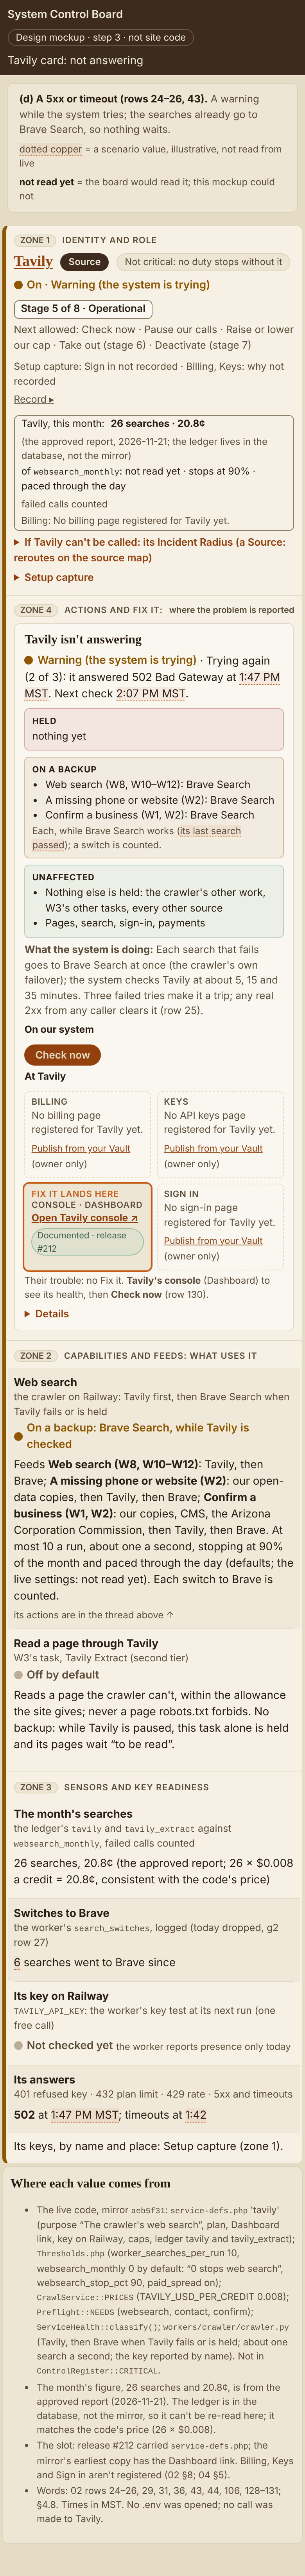 System Control Board
Design mockup · step 3 · not site code
Tavily card: not answering
(d) A 5xx or timeout (rows 24–26, 43). A warning
while the system tries; the searches already go to
Brave Search, so nothing waits.
dotted copper = a scenario value, illustrative, not read from
live
not read yet = the board would read it; this mockup could
not
ZONE 1 IDENTITY AND ROLE
Tavily Source Not critical: no duty stops without it
On · Warning (the system is trying)
Stage 5 of 8 · Operational
Next allowed: Check now · Pause our calls · Raise or lower
our cap · Take out (stage 6) · Deactivate (stage 7)
Setup capture: Sign in not recorded · Billing, Keys: why not
recorded
Record ▸
Tavily, this month: 26 searches · 20.8¢
(the approved report, 2026-11-21; the ledger lives in the
database, not the mirror)
of websearch_monthly: not read yet · stops at 90% ·
paced through the day
failed calls counted
Billing: No billing page registered for Tavily yet.
▸ If Tavily can't be called: its Incident Radius (a Source:
reroutes on the source map)
▸ Setup capture
ZONE 4 ACTIONS AND FIX IT: where the problem is reported
Tavily isn't answering
Warning (the system is trying) · Trying again
(2 of 3): it answered 502 Bad Gateway at 1:47 PM
MST. Next check 2:07 PM MST.
HELD
nothing yet
ON A BACKUP
• Web search (W8, W10–W12): Brave Search
• A missing phone or website (W2): Brave Search
• Confirm a business (W1, W2): Brave Search
Each, while Brave Search works (its last search
passed); a switch is counted.
UNAFFECTED
• Nothing else is held: the crawler's other work,
W3's other tasks, every other source
• Pages, search, sign-in, payments
What the system is doing: Each search that fails
goes to Brave Search at once (the crawler's own
failover); the system checks Tavily at about 5, 15 and
35 minutes. Three failed tries make it a trip; any real
2xx from any caller clears it (row 25).
On our system
Check now
At Tavily
BILLING
No billing page
registered for Tavily yet.
Publish from your Vault
(owner only)
KEYS
No API keys page
registered for Tavily yet.
Publish from your Vault
(owner only)
FIX IT LANDS HERE
CONSOLE · DASHBOARD
Open Tavily console ↗
Documented · release
#212
SIGN IN
No sign-in page
registered for Tavily yet.
Publish from your Vault
(owner only)
Their trouble: no Fix it. Tavily's console (Dashboard) to
see its health, then Check now (row 130).
▸ Details
ZONE 2 CAPABILITIES AND FEEDS: WHAT USES IT
Web search
the crawler on Railway: Tavily first, then Brave Search when
Tavily fails or is held
On a backup: Brave Search, while Tavily is
checked
Feeds Web search (W8, W10–W12): Tavily, then
Brave; A missing phone or website (W2): our open-
data copies, then Tavily, then Brave; Confirm a
business (W1, W2): our copies, CMS, the Arizona
Corporation Commission, then Tavily, then Brave. At
most 10 a run, about one a second, stopping at 90%
of the month and paced through the day (defaults; the
live settings: not read yet). Each switch to Brave is
counted.
its actions are in the thread above ↑
Read a page through Tavily
W3's task, Tavily Extract (second tier)
Off by default
Reads a page the crawler can't, within the allowance
the site gives; never a page robots.txt forbids. No
backup: while Tavily is paused, this task alone is held
and its pages wait “to be read”.
ZONE 3 SENSORS AND KEY READINESS
The month's searches
the ledger's tavily and tavily_extract against
websearch_monthly, failed calls counted
26 searches, 20.8¢ (the approved report; 26 × $0.008
a credit = 20.8¢, consistent with the code's price)
Switches to Brave
the worker's search_switches, logged (today dropped, g2
row 27)
6 searches went to Brave since
Its key on Railway
TAVILY_API_KEY: the worker's key test at its next run (one
free call)
Not checked yet the worker reports presence only today
Its answers
401 refused key · 432 plan limit · 429 rate · 5xx and timeouts
502 at 1:47 PM MST; timeouts at 1:42
Its keys, by name and place: Setup capture (zone 1).
Where each value comes from
• The live code, mirror aeb5f31: service-defs.php 'tavily'
(purpose “The crawler's web search”, plan, Dashboard
link, key on Railway, caps, ledger tavily and tavily_extract);
Thresholds.php (worker_searches_per_run 10,
websearch_monthly 0 by default: “0 stops web search”,
websearch_stop_pct 90, paid_spread on);
CrawlService::PRICES (TAVILY_USD_PER_CREDIT 0.008);
Preflight::NEEDS (websearch, contact, confirm);
ServiceHealth::classify(); workers/crawler/crawler.py
(Tavily, then Brave when Tavily fails or is held; about one
search a second; the key reported by name). Not in
ControlRegister::CRITICAL.
• The month's figure, 26 searches and 20.8¢, is from the
approved report (2026-11-21). The ledger is in the
database, not the mirror, so it can't be re-read here; it
matches the code's price (26 × $0.008).
• The slot: release #212 carried service-defs.php; the
mirror's earliest copy has the Dashboard link. Billing, Keys
and Sign in aren't registered (02 §8; 04 §5).
• Words: 02 rows 24–26, 29, 31, 36, 43, 44, 106, 128–131;
§4.8. Times in MST. No .env was opened; no call was
made to Tavily.